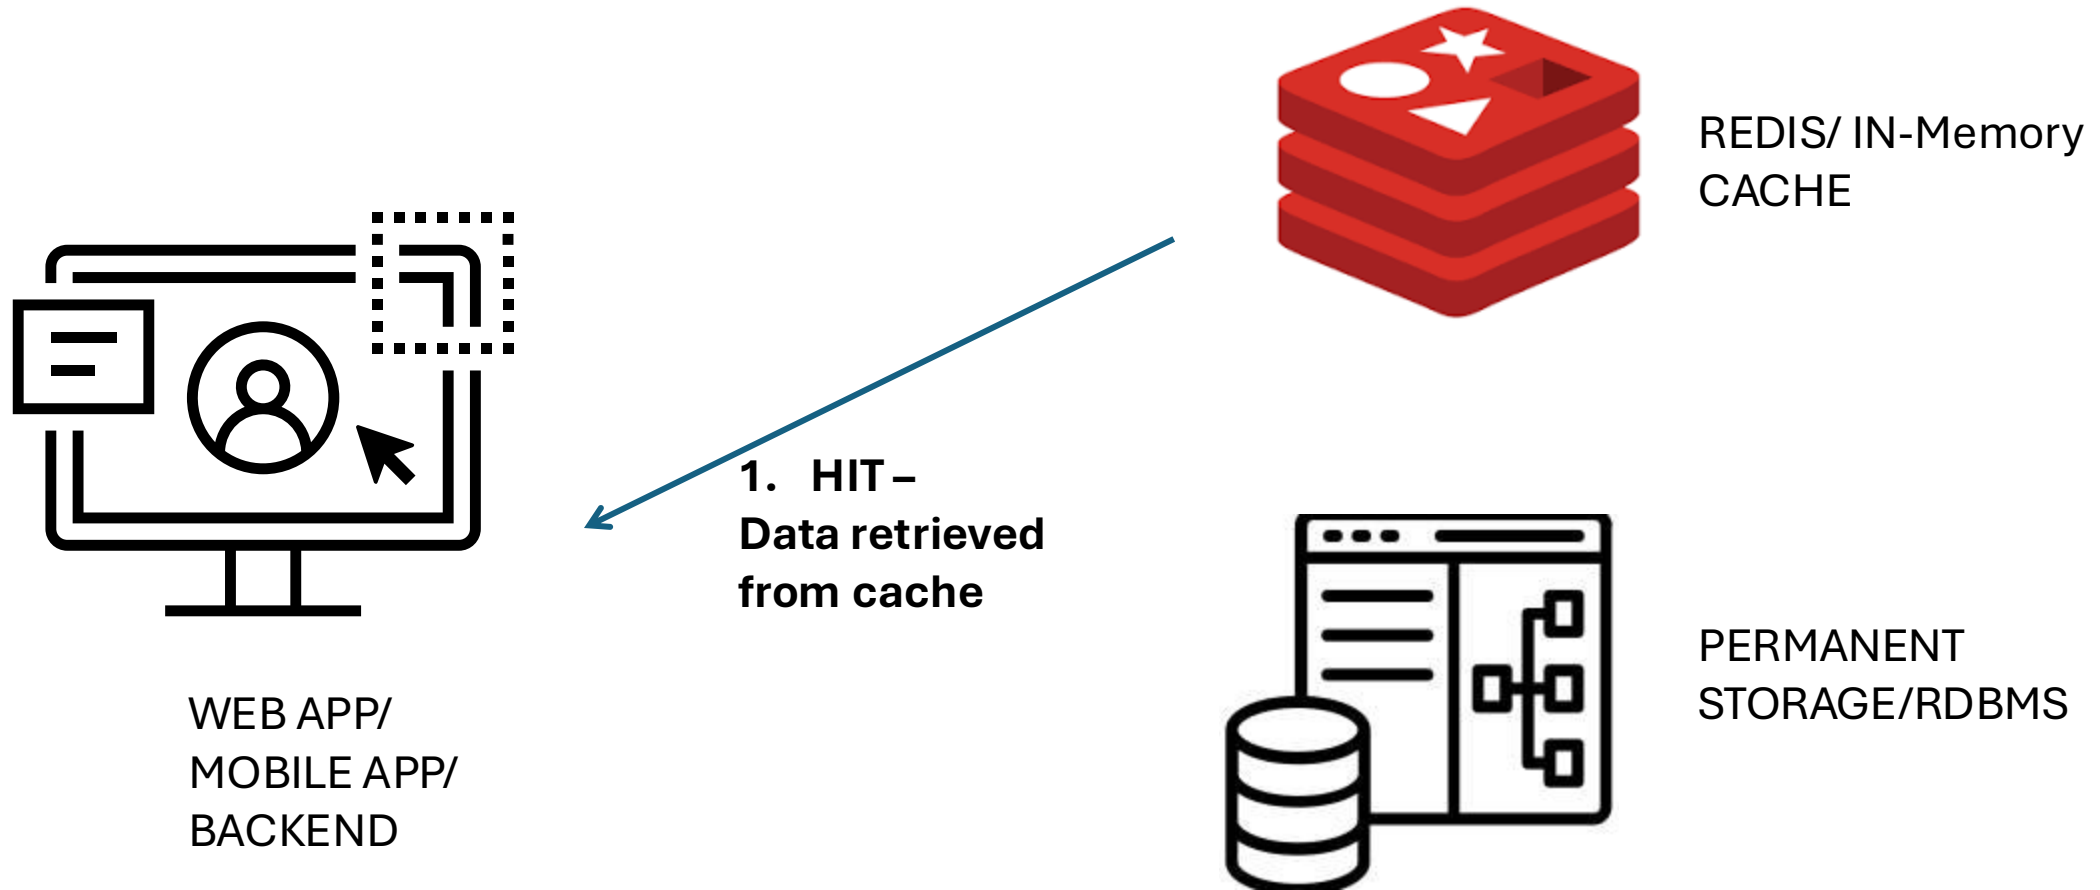 REDIS/ IN-Memory
CACHE
1. HIT –
Data retrieved
from cache
WEB APP/
MOBILE APP/
BACKEND
PERMANENT
STORAGE/RDBMS